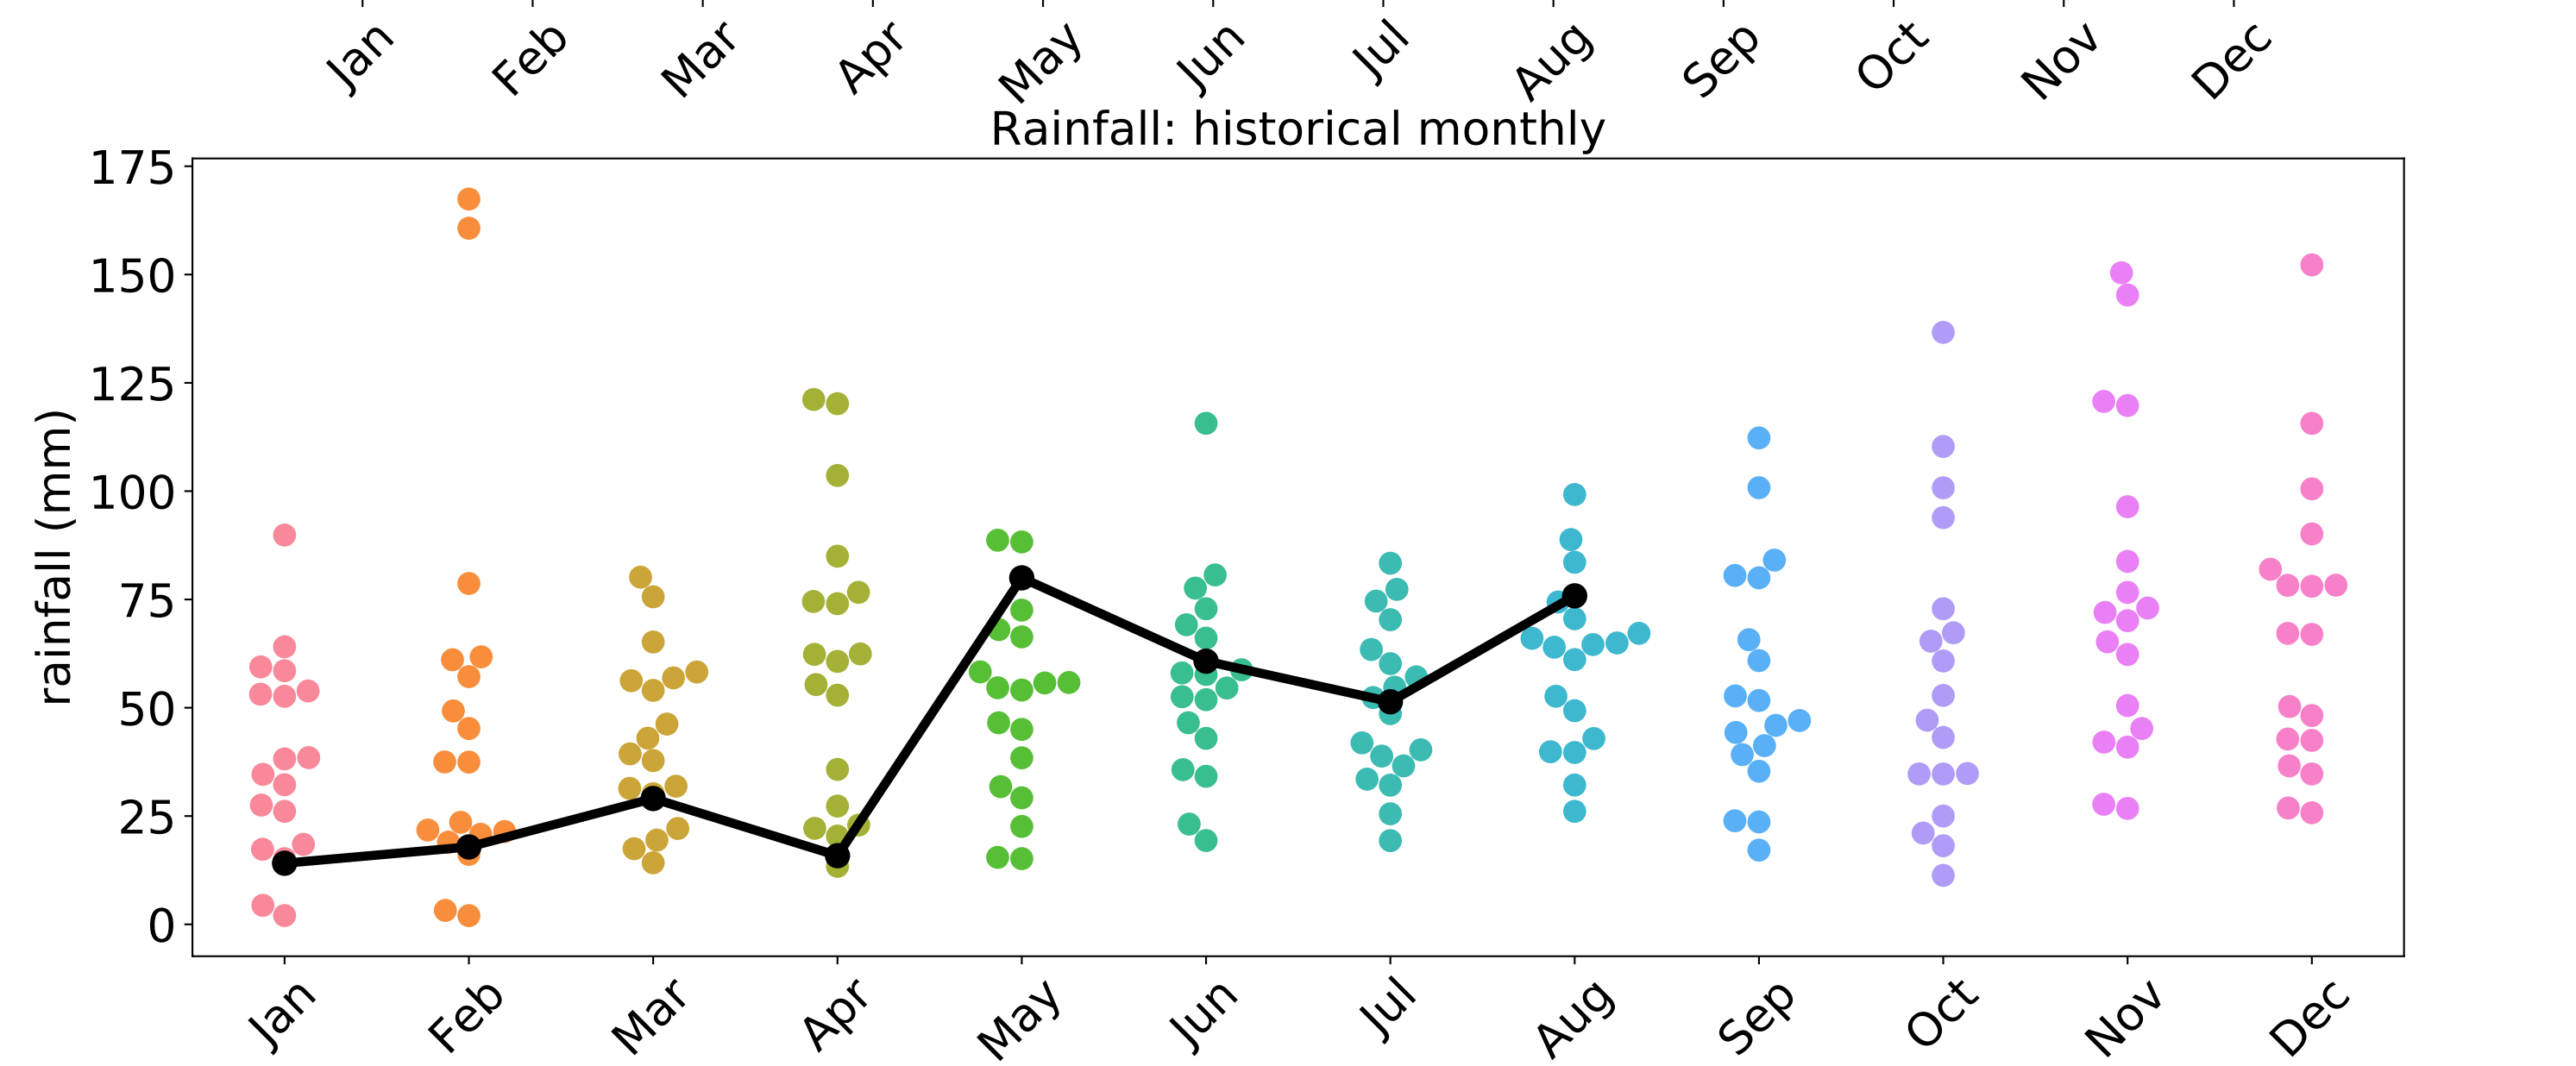 Jan Feb Mar Apr May Jun Jul Aug Sep Oct Nov Dec
Rainfall: historical monthly
175
150
125
100
75
50
25
0
rainfall (mm)
Jan Feb Mar Apr May Jun Jul Aug Sep Oct Nov Dec